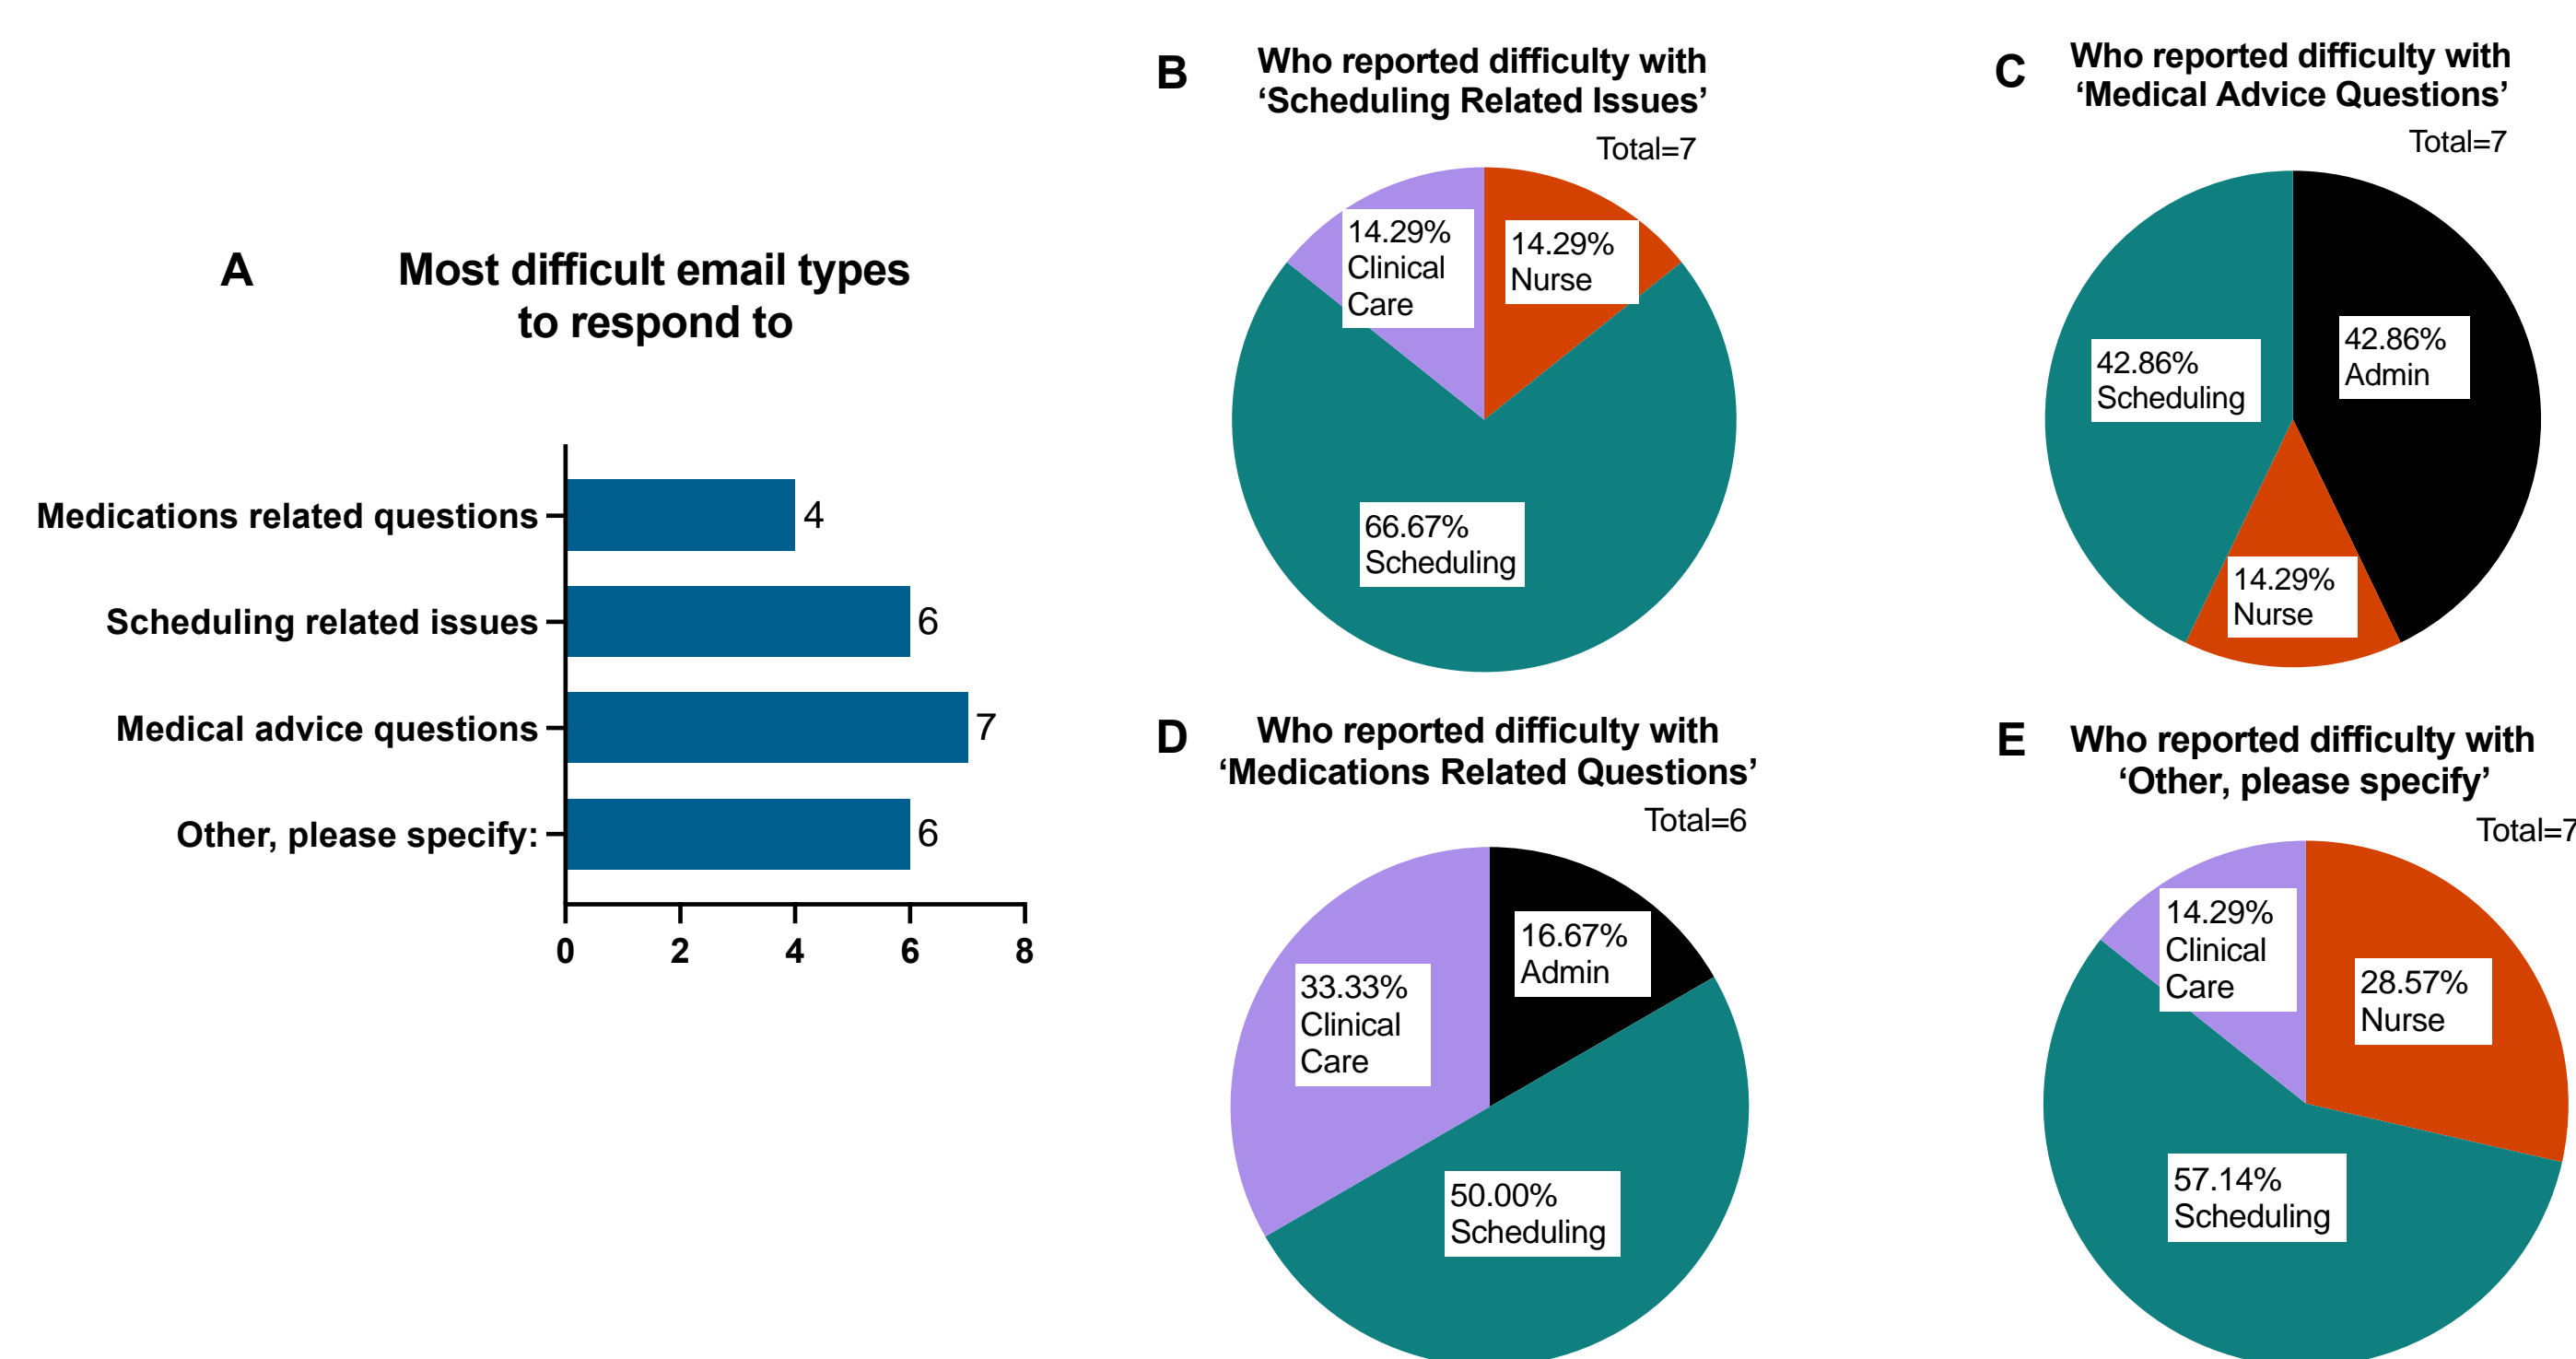 A
Most difficult email types
to respond to
Medications related questions
4
Scheduling related issues
6
Medical advice questions
7
Other, please specify:
6
0 2 4 6 8
B
Who reported difficulty with
‘Scheduling Related Issues’
Total=7
14.29%
Clinical
Care
14.29%
Nurse
66.67%
Scheduling
C
Who reported difficulty with
‘Medical Advice Questions’
Total=7
42.86%
Scheduling
42.86%
Admin
14.29%
Nurse
D
Who reported difficulty with
‘Medications Related Questions’
Total=6
33.33%
Clinical
Care
16.67%
Admin
50.00%
Scheduling
E
Who reported difficulty with
‘Other, please specify’
Total=7
14.29%
Clinical
Care
28.57%
Nurse
57.14%
Scheduling